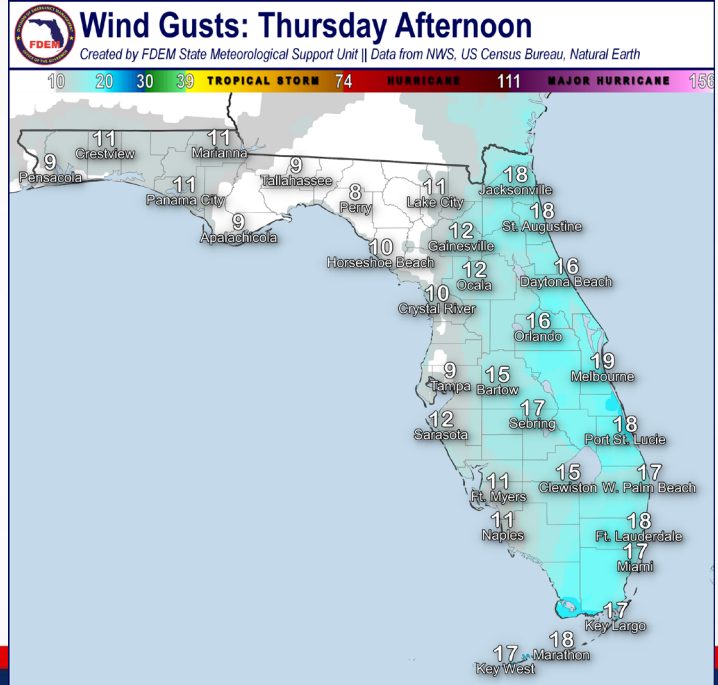 Wind Gusts: Thursday Afternoon
FDEM
Created by FDEM State Meteorological Support Unit || Data from NWS, US Census Bureau, Natural Earth
10 20 30 39 TROPICAL STORM 74 HURRICANE 111 MAJOR HURRICANE 156
11
Crestview
11
Marianna
9
Pensacola
9
Tallahassee
11
Panama City
8
Perry
11
Lake City
18
Jacksonville
9
Apalachicola
18
St. Augustine
12
Gainesville
10
Horseshoe Beach
12
Ocala
16
Daytona Beach
10
Crystal River
16
Orlando
19
Melbourne
9
Tampa
15
Bartow
17
Sebring
12
Sarasota
18
Port St. Lucie
11
Ft. Myers
15
Clewiston
17
W. Palm Beach
11
Naples
18
Ft. Lauderdale
17
Miami
17
Key Largo
18
Marathon
17
Key West